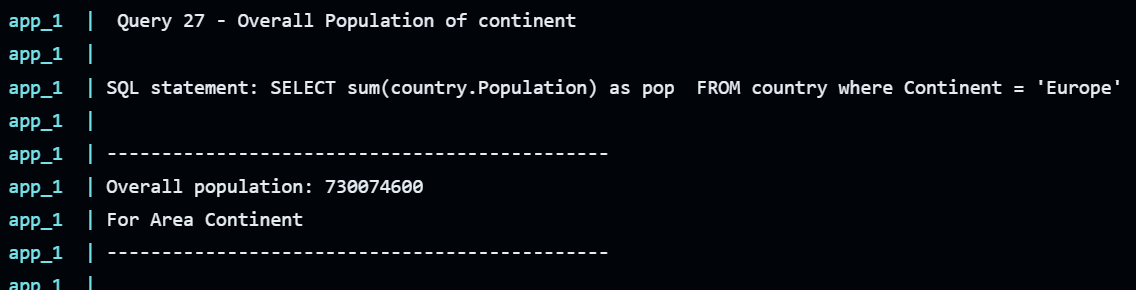 app_1  |  Query 27 - Overall Population of continent
app_1  |
app_1  | SQL statement: SELECT sum(country.Population) as pop  FROM country where Continent = 'Europe'
app_1  |
app_1  | ----------------------------------------------
app_1  | Overall population: 730074600
app_1  | For Area Continent
app_1  | ----------------------------------------------
app_1  |